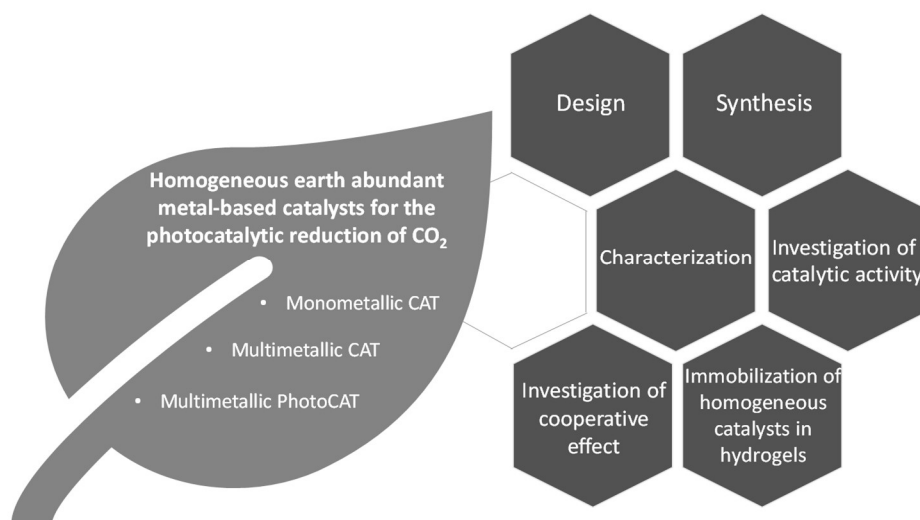 Homogeneous earth abundant
metal-based catalysts for the
photocatalytic reduction of CO₂
• Monometallic CAT
• Multimetallic CAT
• Multimetallic PhotoCAT
Design
Synthesis
Characterization
Investigation of
catalytic activity
Investigation of
cooperative
effect
Immobilization of
homogeneous
catalysts in
hydrogels